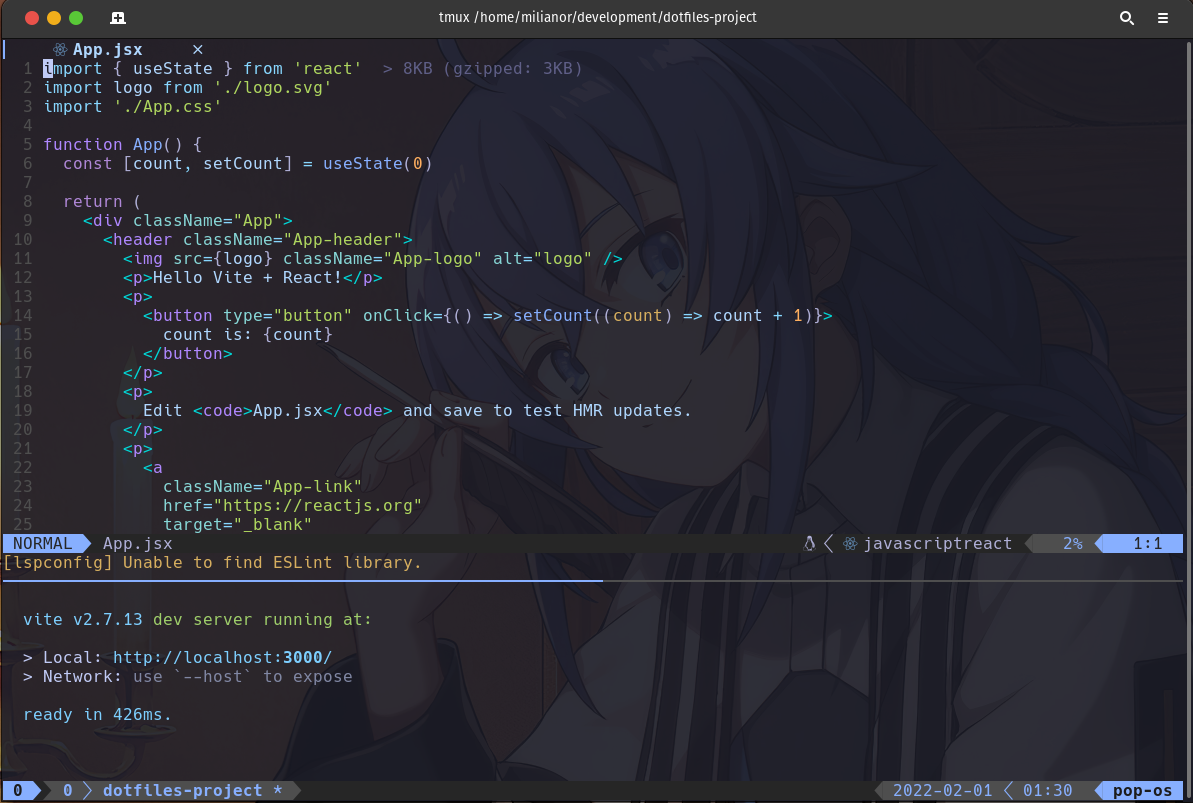 tmux /home/milianor/development/dotfiles-project
App.jsx ×
1 import { useState } from 'react' > 8KB (gzipped: 3KB)
2 import logo from './logo.svg'
3 import './App.css'
4
5 function App() {
6 const [count, setCount] = useState(0)
7
8 return (
9 <div className="App">
10 <header className="App-header">
11 <img src={logo} className="App-logo" alt="logo" />
12 <p>Hello Vite + React!</p>
13 <p>
14 <button type="button" onClick={() => setCount((count) => count + 1)}>
15 count is: {count}
16 </button>
17 </p>
18 <p>
19 Edit <code>App.jsx</code> and save to test HMR updates.
20 </p>
21 <p>
22 <a
23 className="App-link"
24 href="https://reactjs.org"
25 target="_blank"
NORMAL App.jsx javascriptreact 2% 1:1
[lspconfig] Unable to find ESLint library.
vite v2.7.13 dev server running at:
> Local: http://localhost:3000/
> Network: use `--host` to expose
ready in 426ms.
0 0 dotfiles-project * 2022-02-01 01:30 pop-os